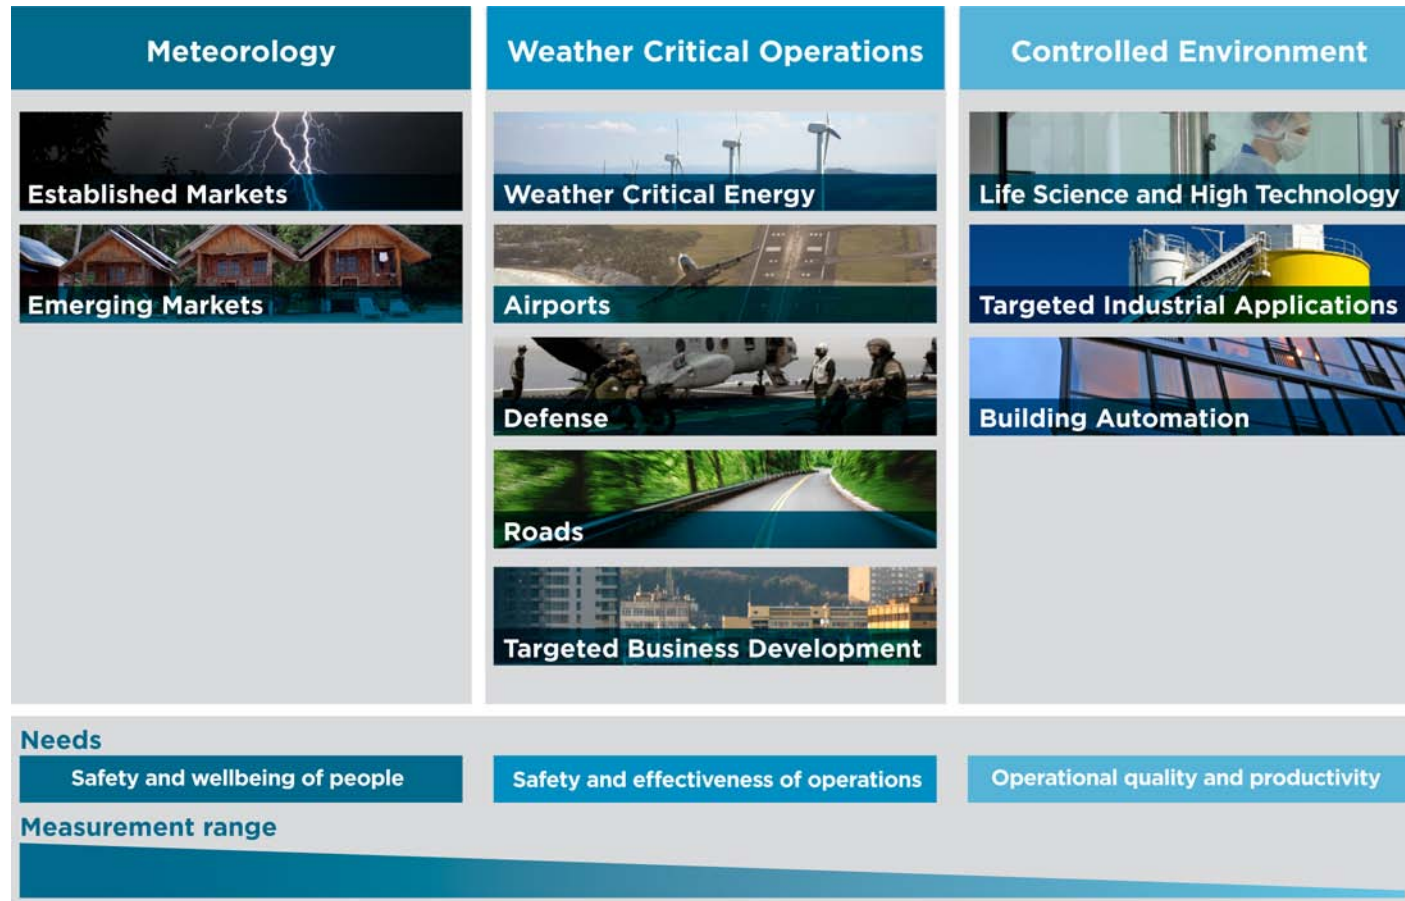 Meteorology
Established Markets
Emerging Markets
Weather Critical Operations
Weather Critical Energy
Airports
Defense
Roads
Targeted Business Development
Controlled Environment
Life Science and High Technology
Targeted Industrial Applications
Building Automation
Needs
Safety and wellbeing of people
Safety and effectiveness of operations
Operational quality and productivity
Measurement range